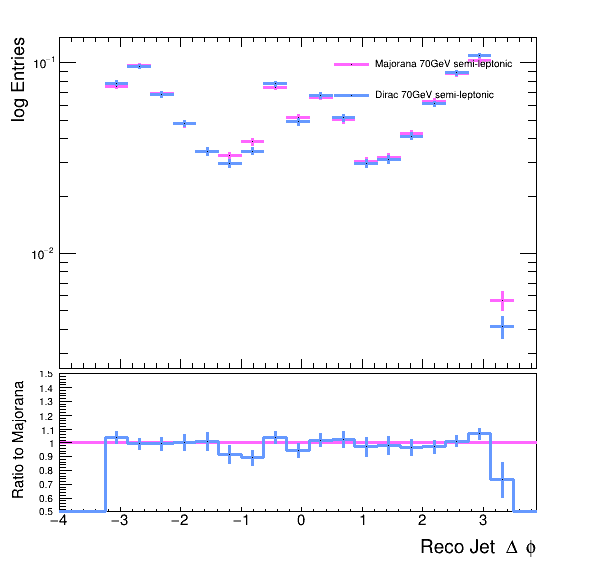 log Entries
10⁻¹
Majorana 70GeV semi-leptonic
Dirac 70GeV semi-leptonic
10⁻²
Ratio to Majorana
1.5
1.4
1.3
1.2
1.1
1
0.9
0.8
0.7
0.6
0.5
−4 −3 −2 −1 0 1 2 3
Reco Jet Δ ϕ